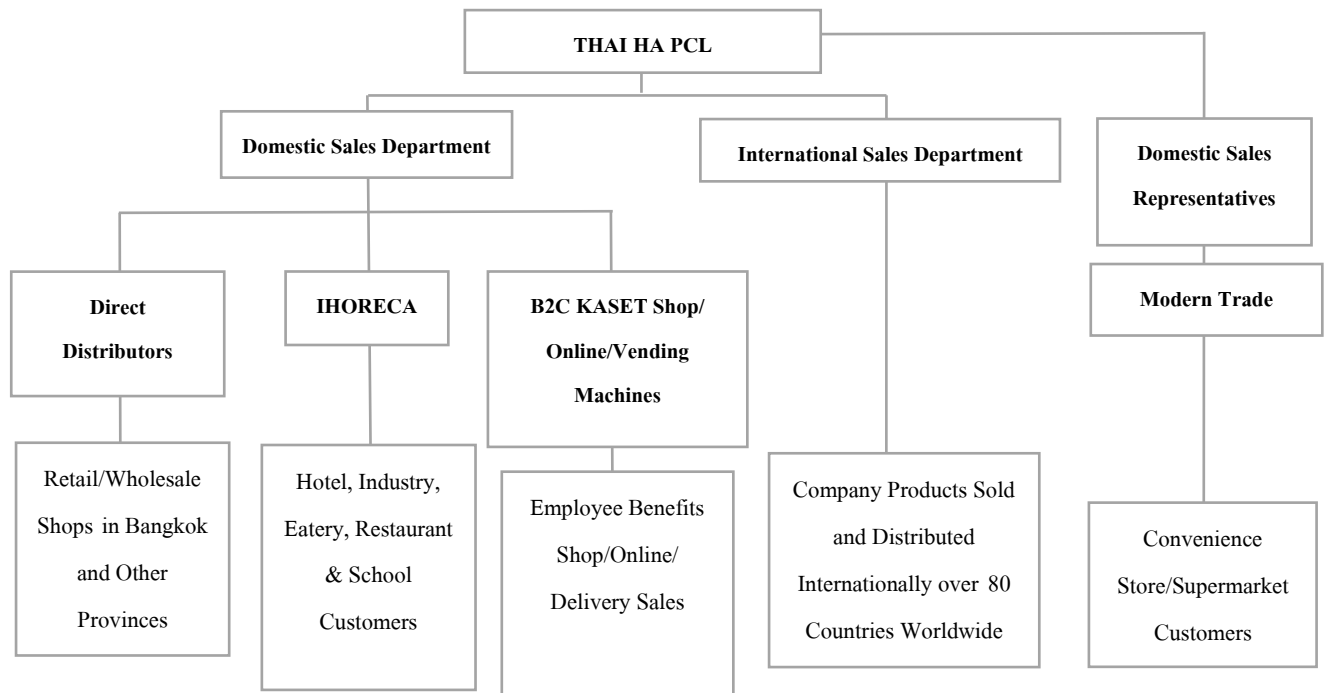 THAI HA PCL
Domestic Sales Department
International Sales Department
Domestic Sales
Representatives
Direct
Distributors
IHORECA
B2C KASET Shop/
Online/Vending
Machines
Modern Trade
Retail/Wholesale
Shops in Bangkok
and Other
Provinces
Hotel, Industry,
Eatery, Restaurant
& School
Customers
Employee Benefits
Shop/Online/
Delivery Sales
Company Products Sold
and Distributed
Internationally over 80
Countries Worldwide
Convenience
Store/Supermarket
Customers